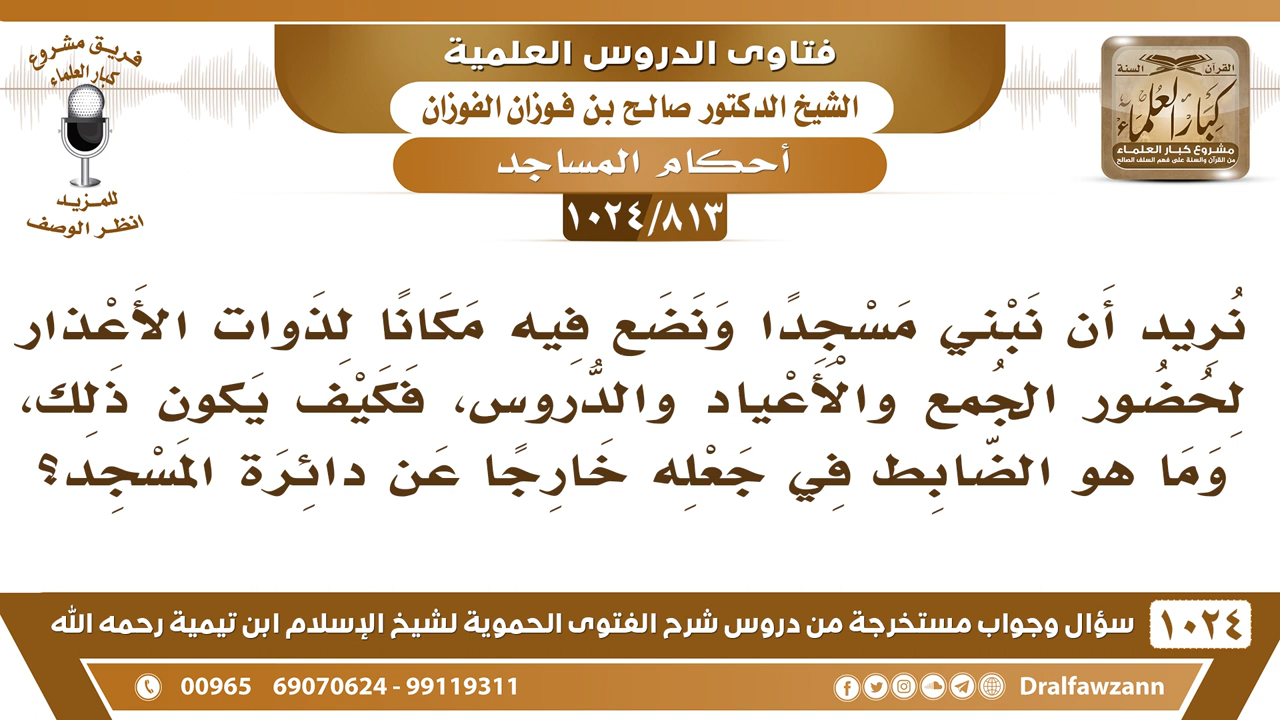 فتاوى الدروس العلمية
الشيخ الدكتور صالح بن فوزان الفوزان
أحكام المساجد
١٠٢٤/٨١٣
فريق مشروع
كبار العلماء
للمزيد
انظر الوصف
القرآن السنة
كبار العلماء
مشروع كبار العلماء
من القرآن والسنة على فهم السلف الصالح
نُريد أَن نَبْني مَسْجِدًا وَنَضَع فِيه مَكَانًا لذَوات الأَعْذار
لِحُضُور الجُمع والْأَعْياد والدُّروس، فَكَيْف يَكون ذَلك،
وَمَا هو الضَّابِط فِي جَعْلِه خَارِجًا عَن دائِرَة المَسْجِد؟
١٠٢٤ سؤال وجواب مستخرجة من دروس شرح الفتوى الحموية لشيخ الإسلام ابن تيمية رحمه الله
00965 69070624 - 99119311
Dralfawzann